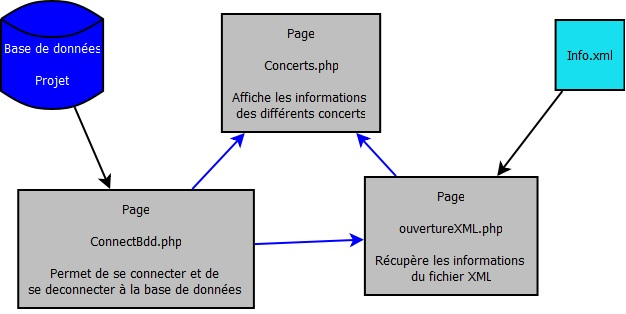 Base de données
Projet
Page
Concerts.php
Affiche les informations
des différents concerts
Info.xml
Page
ConnectBdd.php
Permet de se connecter et de
se deconnecter à la base de données
Page
ouvertureXML.php
Récupère les informations
du fichier XML